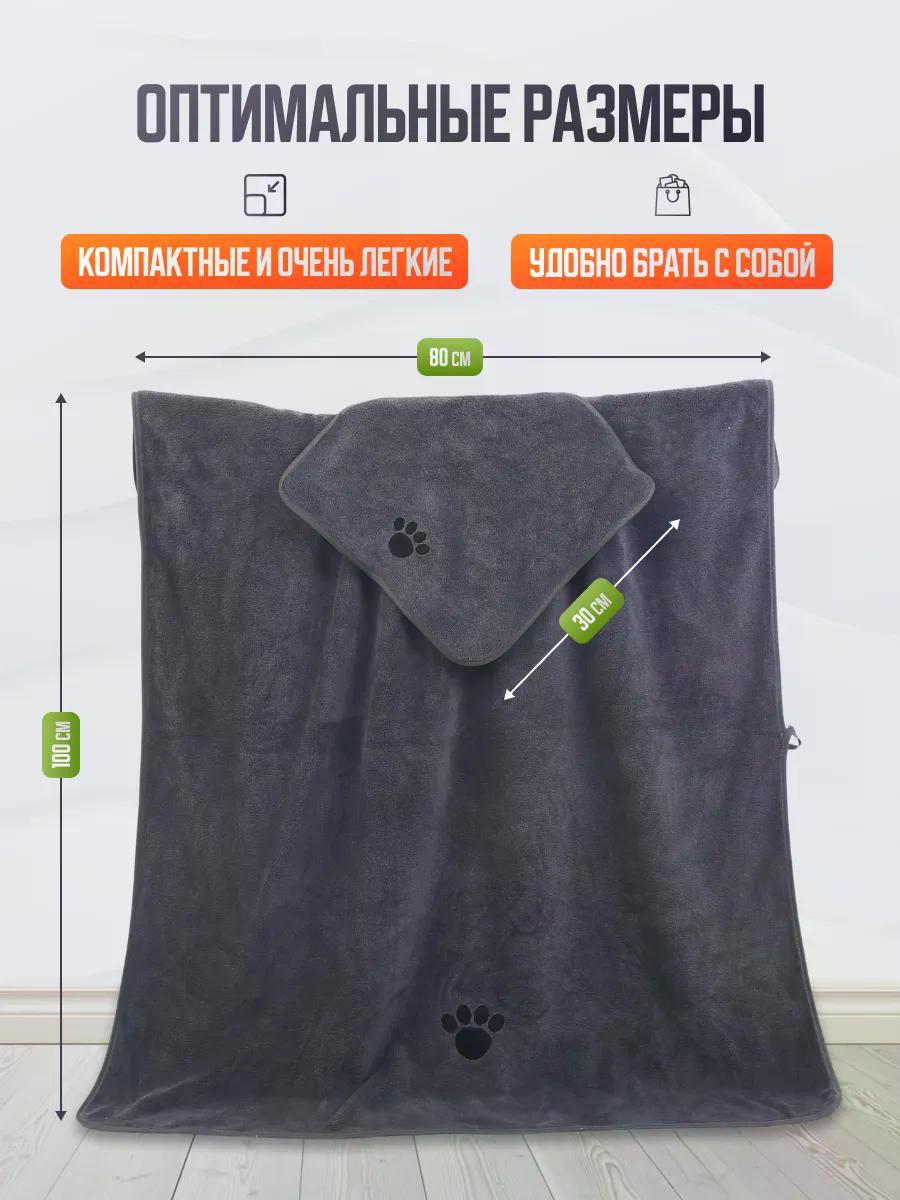 ОПТИМАЛЬНЫЕ РАЗМЕРЫ
КОМПАКТНЫЕ И ОЧЕНЬ ЛЕГКИЕ
УДОБНО БРАТЬ С СОБОЙ
80 СМ
30 СМ
100 СМ